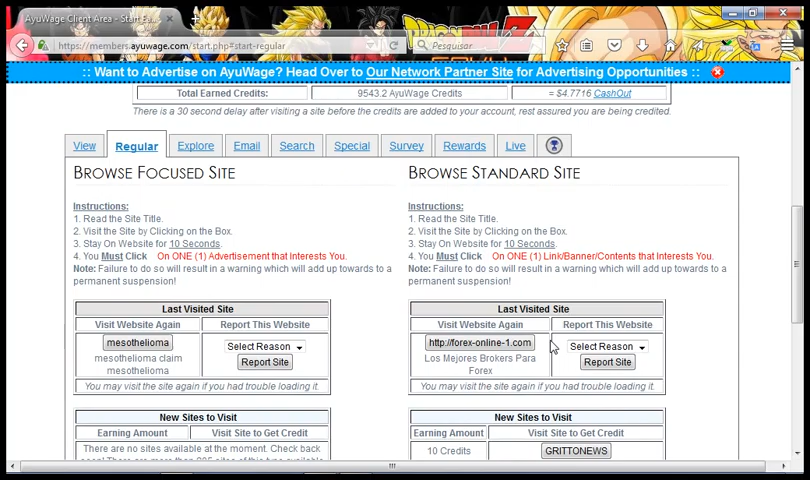 AyuWage Client Area - Start Ea...
https://members.ayuwage.com/start.php#start-regular
Pesquisar
:: Want to Advertise on AyuWage? Head Over to Our Network Partner Site for Advertising Opportunities ::
Total Earned Credits: 9543.2 AyuWage Credits = $4.7716 CashOut
There is a 30 second delay after visiting a site before the credits are added to your account, rest assured you are being credited.
View Regular Explore Email Search Special Survey Rewards Live
Browse Focused Site
Instructions:
1. Read the Site Title.
2. Visit the Site by Clicking on the Box.
3. Stay On Website for 10 Seconds.
4. You Must Click On ONE (1) Advertisement that Interests You.
Note: Failure to do so will result in a warning which will add up towards to a
permanent suspension!
Last Visited Site
Visit Website Again Report This Website
mesothelioma Select Reason
mesothelioma claim
mesothelioma
Report Site
You may visit the site again if you had trouble loading it.
New Sites to Visit
Earning Amount Visit Site to Get Credit
There are no sites available at the moment. Check back
Browse Standard Site
Instructions:
1. Read the Site Title.
2. Visit the Site by Clicking on the Box.
3. Stay On Website for 10 Seconds.
4. You Must Click On ONE (1) Link/Banner/Contents that Interests You.
Note: Failure to do so will result in a warning which will add up towards to a
permanent suspension!
Last Visited Site
Visit Website Again Report This Website
http://forex-online-1.com Select Reason
Los Mejores Brokers Para
Forex
Report Site
You may visit the site again if you had trouble loading it.
New Sites to Visit
Earning Amount Visit Site to Get Credit
10 Credits GRITTONEWS